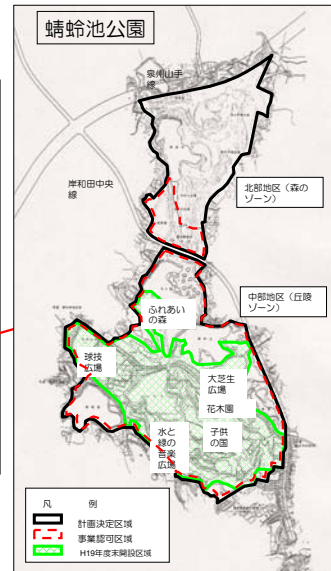 蜻蛉池公園
泉州山手
線
岸和田中央
線
北部地区(森の
ゾーン)
中部地区(丘陵
ゾーン)
ふれあい
の森
球技
広場
大芝生
広場
花木園
水と
緑の
音楽
広場
子供
の国
凡 例
計画決定区域
事業認可区域
H19年度末開設区域